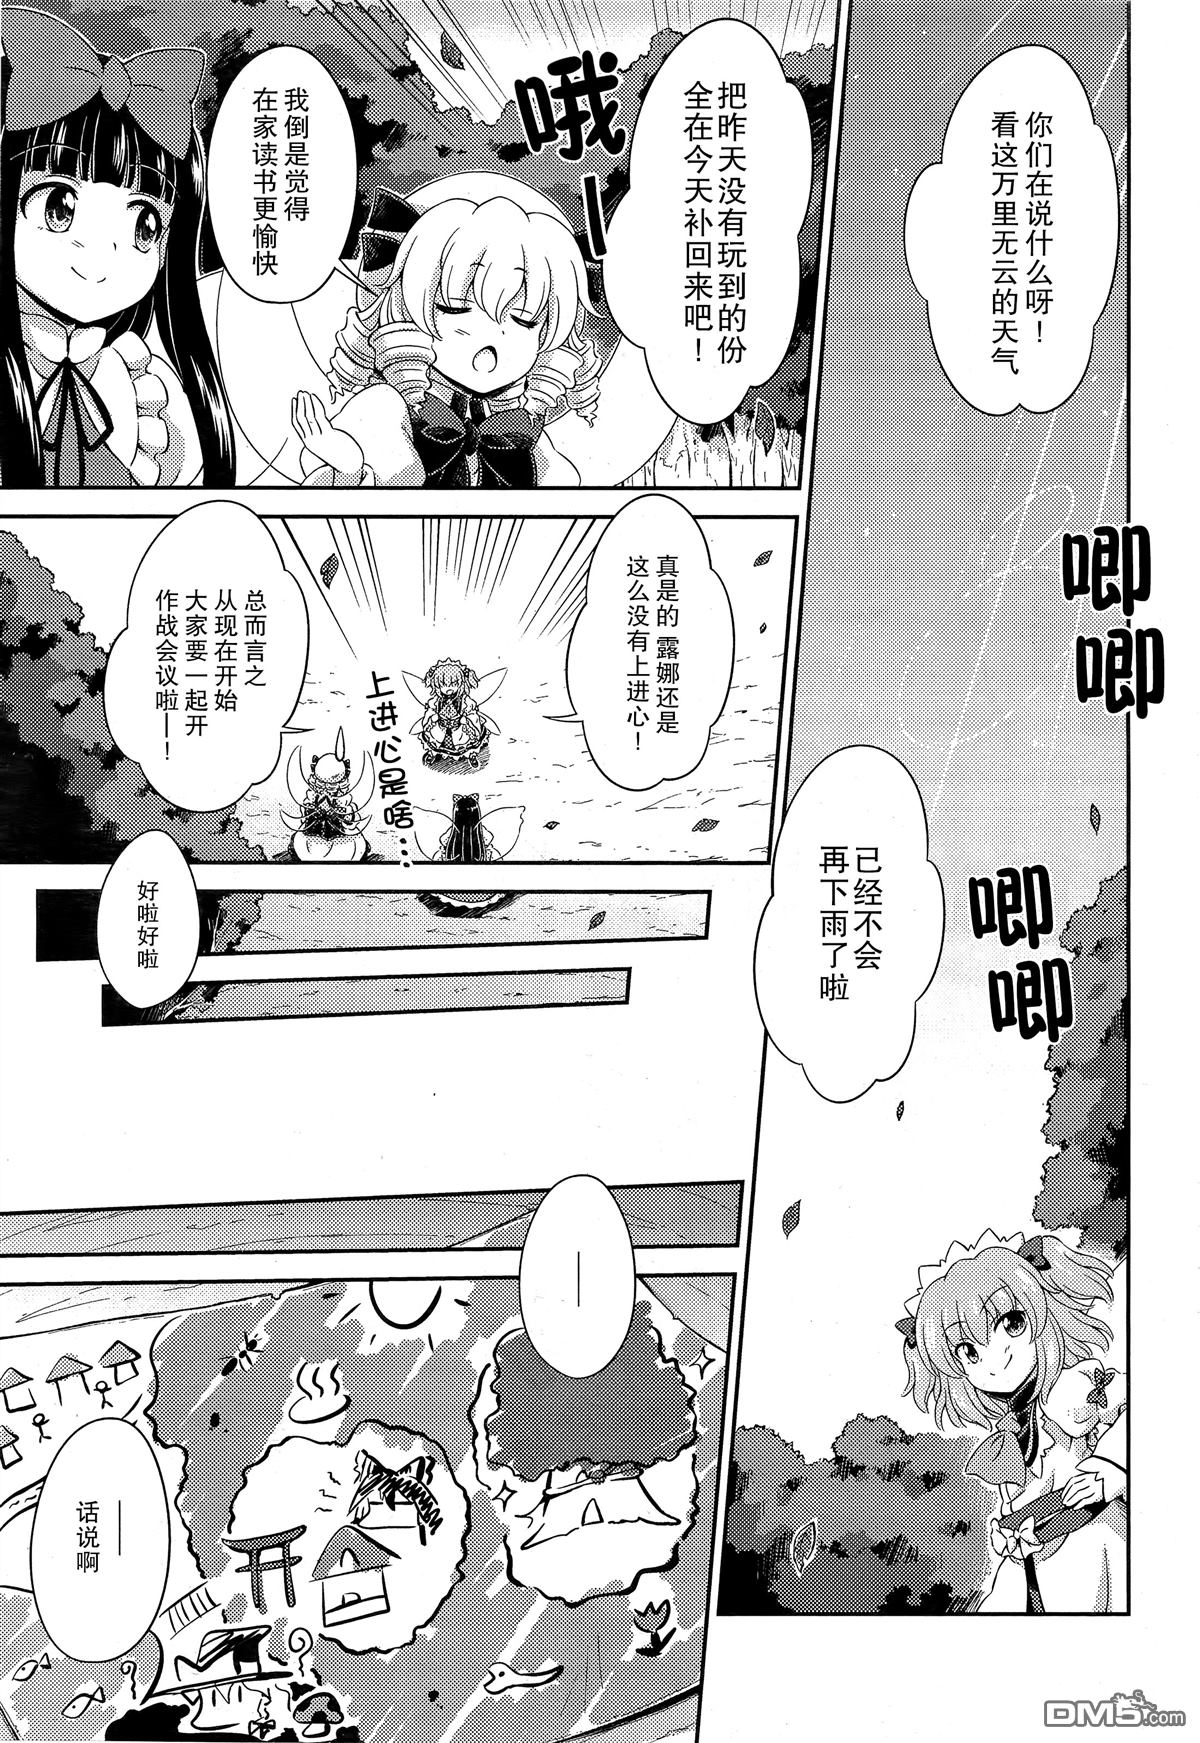 你们在说什么呀！
看这万里无云的天气
唧
唧
已经不会
再下雨了啦
唧
唧
把昨天没有玩到的份
全在今天补回来吧！
哦—
我倒是觉得
在家读书更愉快
真是的 露娜还是
这么没有上进心！
上进心是啥…
总而言之
从现在开始
大家要一起开
作战会议啦—！
好啦好啦
—
—
话说啊
DM5.com